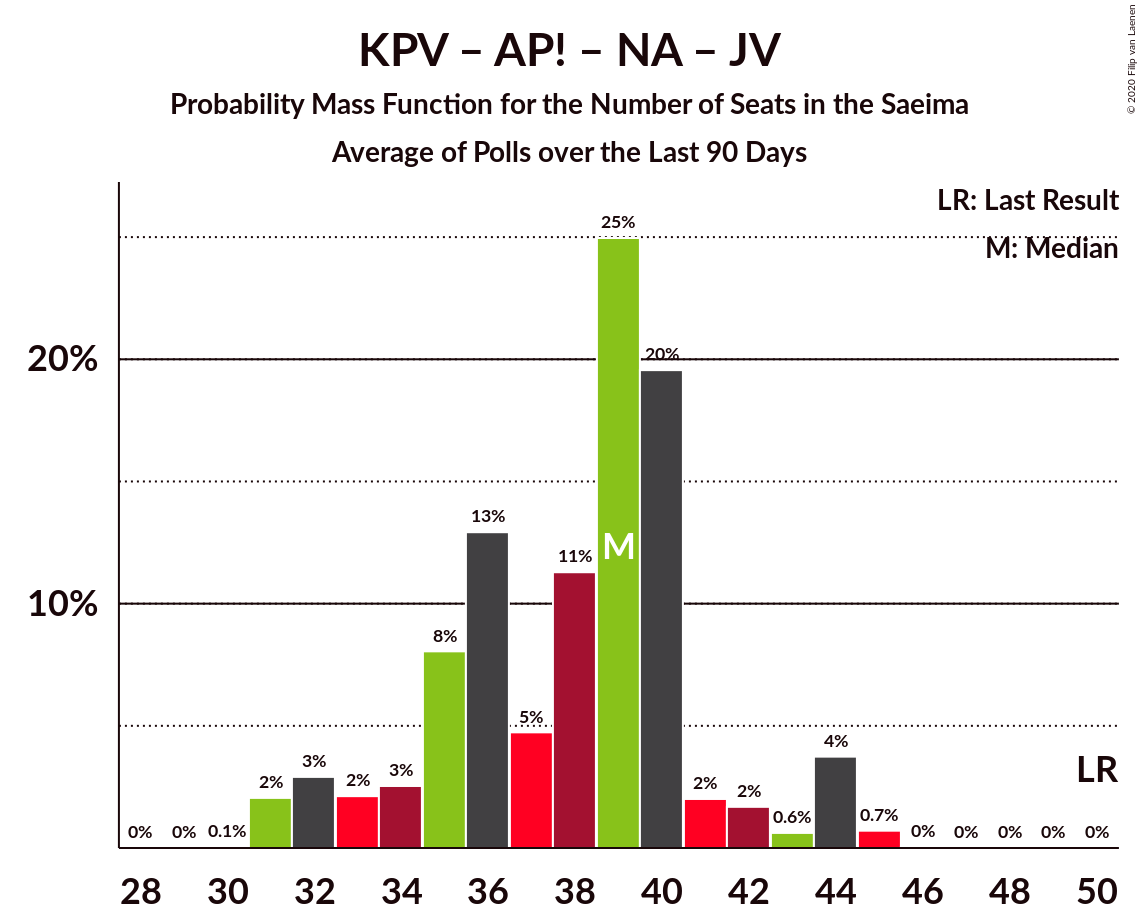 KPV – AP! – NA – JV
Probability Mass Function for the Number of Seats in the Saeima
Average of Polls over the Last 90 Days
© 2020 Filip van Laenen
LR: Last Result
M: Median
20%
10%
0% 0% 0.1% 2% 3% 2% 3% 8% 13% 5% 11% 25% 20% 2% 2% 0.6% 4% 0.7% 0% 0% 0% 0% 0%
M
LR
28 30 32 34 36 38 40 42 44 46 48 50